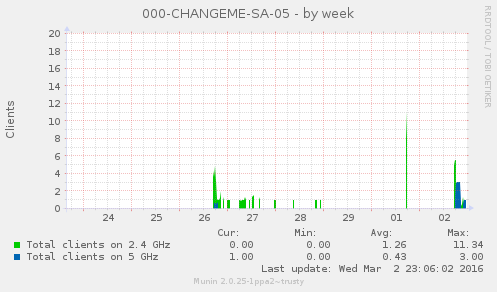 000-CHANGEME-SA-05 - by week
RRDTOOL / TOBI OETIKER
Clients
20
18
16
14
12
10
8
6
4
2
0
24 25 26 27 28 29 01 02
Cur: Min: Avg: Max:
Total clients on 2.4 GHz 0.00 0.00 1.26 11.34
Total clients on 5 GHz 1.00 0.00 0.43 3.00
Last update: Wed Mar 2 23:06:02 2016
Munin 2.0.25-1ppa2~trusty